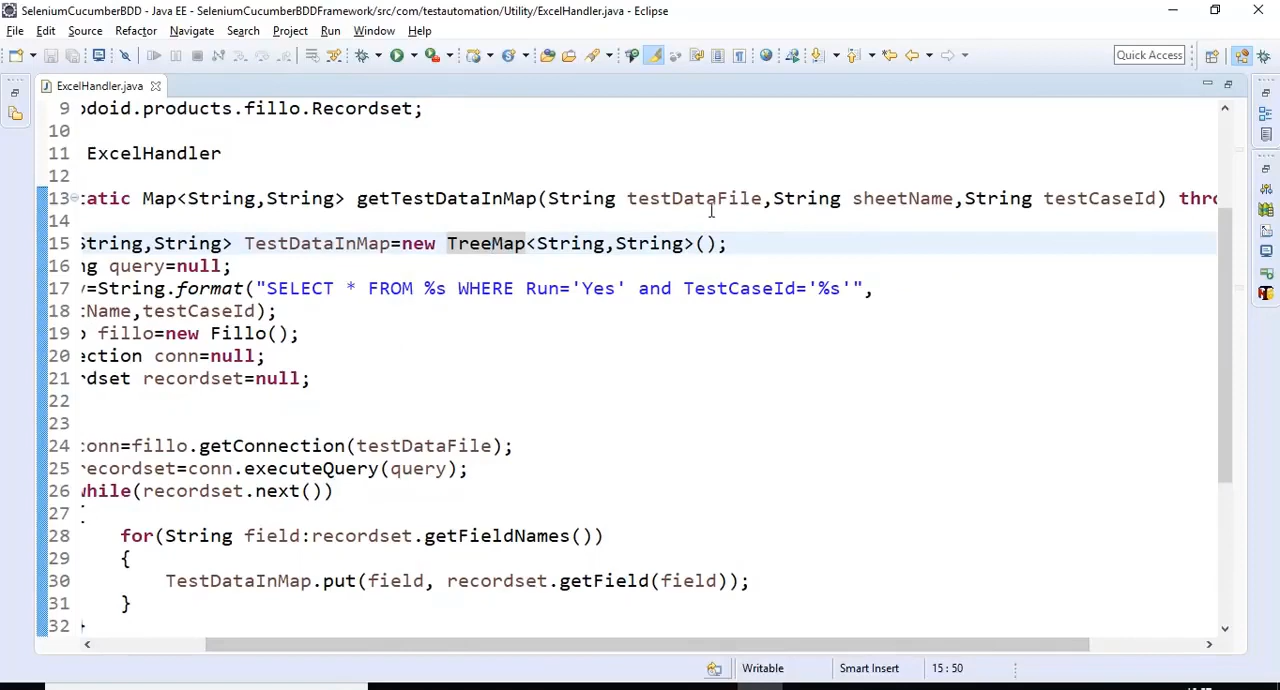 SeleniumCucumberBDD - Java EE - SeleniumCucumberBDDFramework/src/com/testautomation/Utility/ExcelHandler.java - Eclipse
File Edit Source Refactor Navigate Search Project Run Window Help
Quick Access
ExcelHandler.java
9 odoid.products.fillo.Recordset;
10
11 ExcelHandler
12
13 tatic Map<String,String> getTestDataInMap(String testDataFile,String sheetName,String testCaseId) thro
14
15 String,String> TestDataInMap=new TreeMap<String,String>();
16 ng query=null;
17 y=String.format("SELECT * FROM %s WHERE Run='Yes' and TestCaseId='%s'",
18 tName,testCaseId);
19 o fillo=new Fillo();
20 ection conn=null;
21 rdset recordset=null;
22
23
24 conn=fillo.getConnection(testDataFile);
25 recordset=conn.executeQuery(query);
26 while(recordset.next())
27
28 for(String field:recordset.getFieldNames())
29 {
30 TestDataInMap.put(field, recordset.getField(field));
31 }
32
Writable Smart Insert 15 : 50